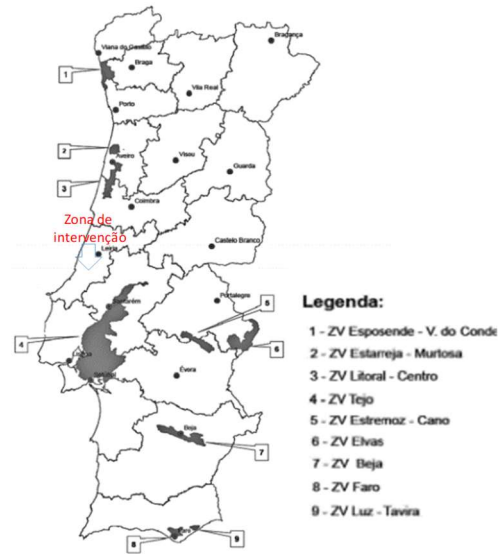 Bragança
Viana do Castelo
1
Braga
Vila Real
Porto
2
Aveiro
Viseu
Guarda
3
Coimbra
Zona de
intervenção
Leiria
Castelo Branco
Portalegre
Santarém
5
4
6
Lisboa
Évora
Setúbal
Beja
7
Faro
8
9
Legenda:
1 - ZV Esposende - V. do Conde
2 - ZV Estarreja - Murtosa
3 - ZV Litoral - Centro
4 - ZV Tejo
5 - ZV Estremoz - Cano
6 - ZV Elvas
7 - ZV Beja
8 - ZV Faro
9 - ZV Luz - Tavira